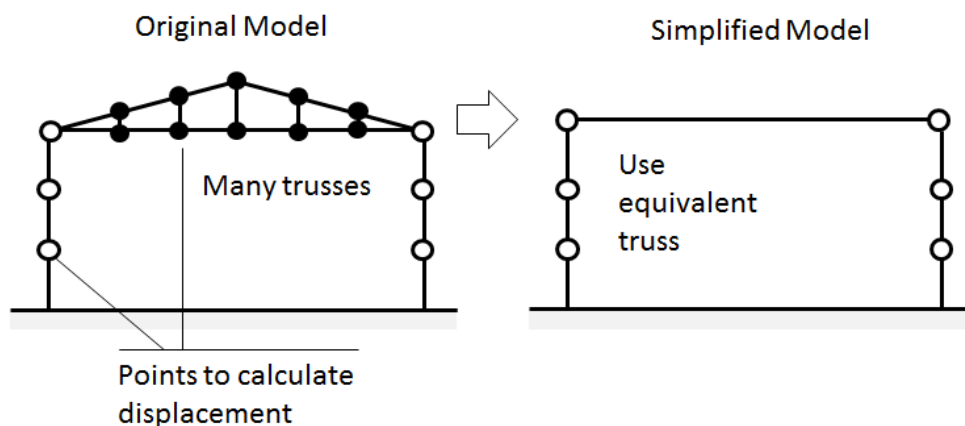 Original Model
Simplified Model
Many trusses
Use
equivalent
truss
Points to calculate
displacement